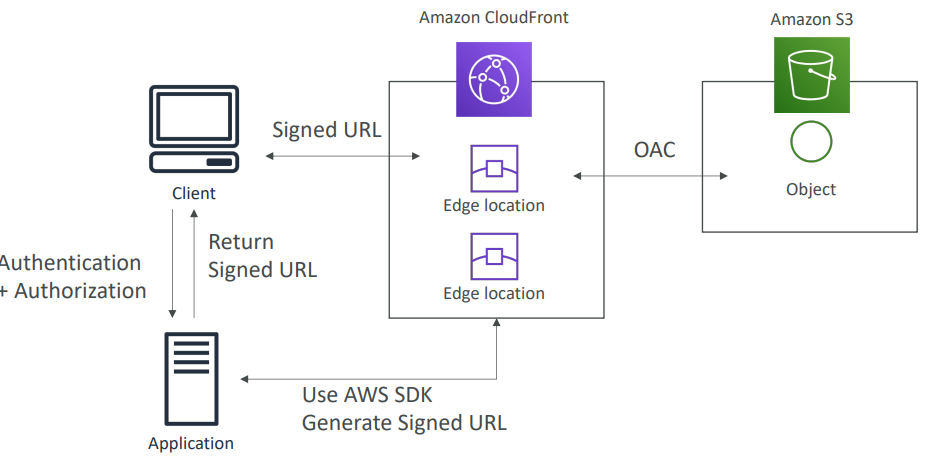 Amazon CloudFront
Amazon S3
Signed URL
OAC
Client
Edge location
Object
Return
Signed URL
Authentication
+ Authorization
Edge location
Use AWS SDK
Generate Signed URL
Application